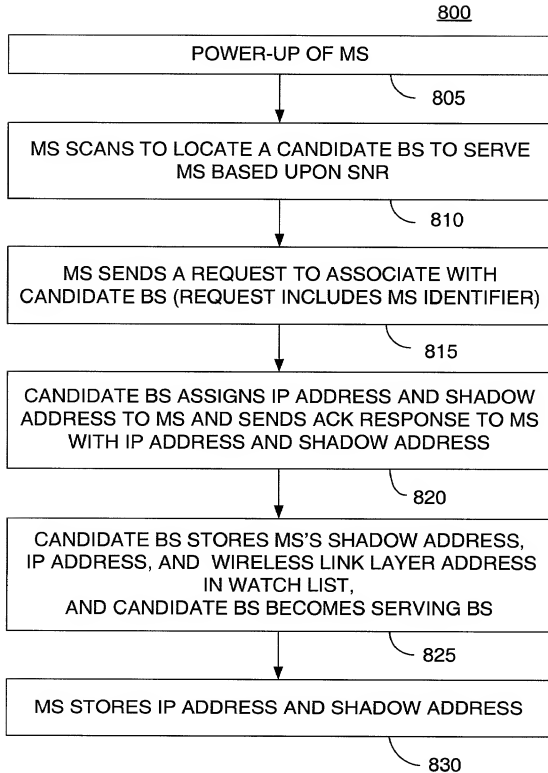 800
POWER-UP OF MS
805
MS SCANS TO LOCATE A CANDIDATE BS TO SERVE
MS BASED UPON SNR
810
MS SENDS A REQUEST TO ASSOCIATE WITH
CANDIDATE BS (REQUEST INCLUDES MS IDENTIFIER)
815
CANDIDATE BS ASSIGNS IP ADDRESS AND SHADOW
ADDRESS TO MS AND SENDS ACK RESPONSE TO MS
WITH IP ADDRESS AND SHADOW ADDRESS
820
CANDIDATE BS STORES MS'S SHADOW ADDRESS,
IP ADDRESS, AND WIRELESS LINK LAYER ADDRESS
IN WATCH LIST,
AND CANDIDATE BS BECOMES SERVING BS
825
MS STORES IP ADDRESS AND SHADOW ADDRESS
830